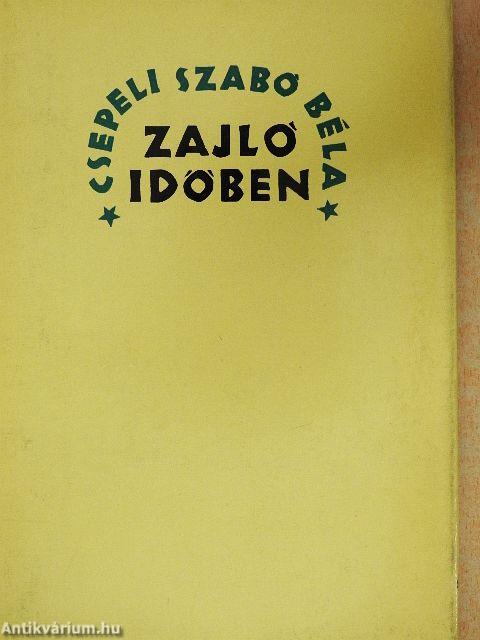 ★ CSEPELI SZABÓ BÉLA ★
ZAJLÓ
IDŐBEN
Antikvárium.hu